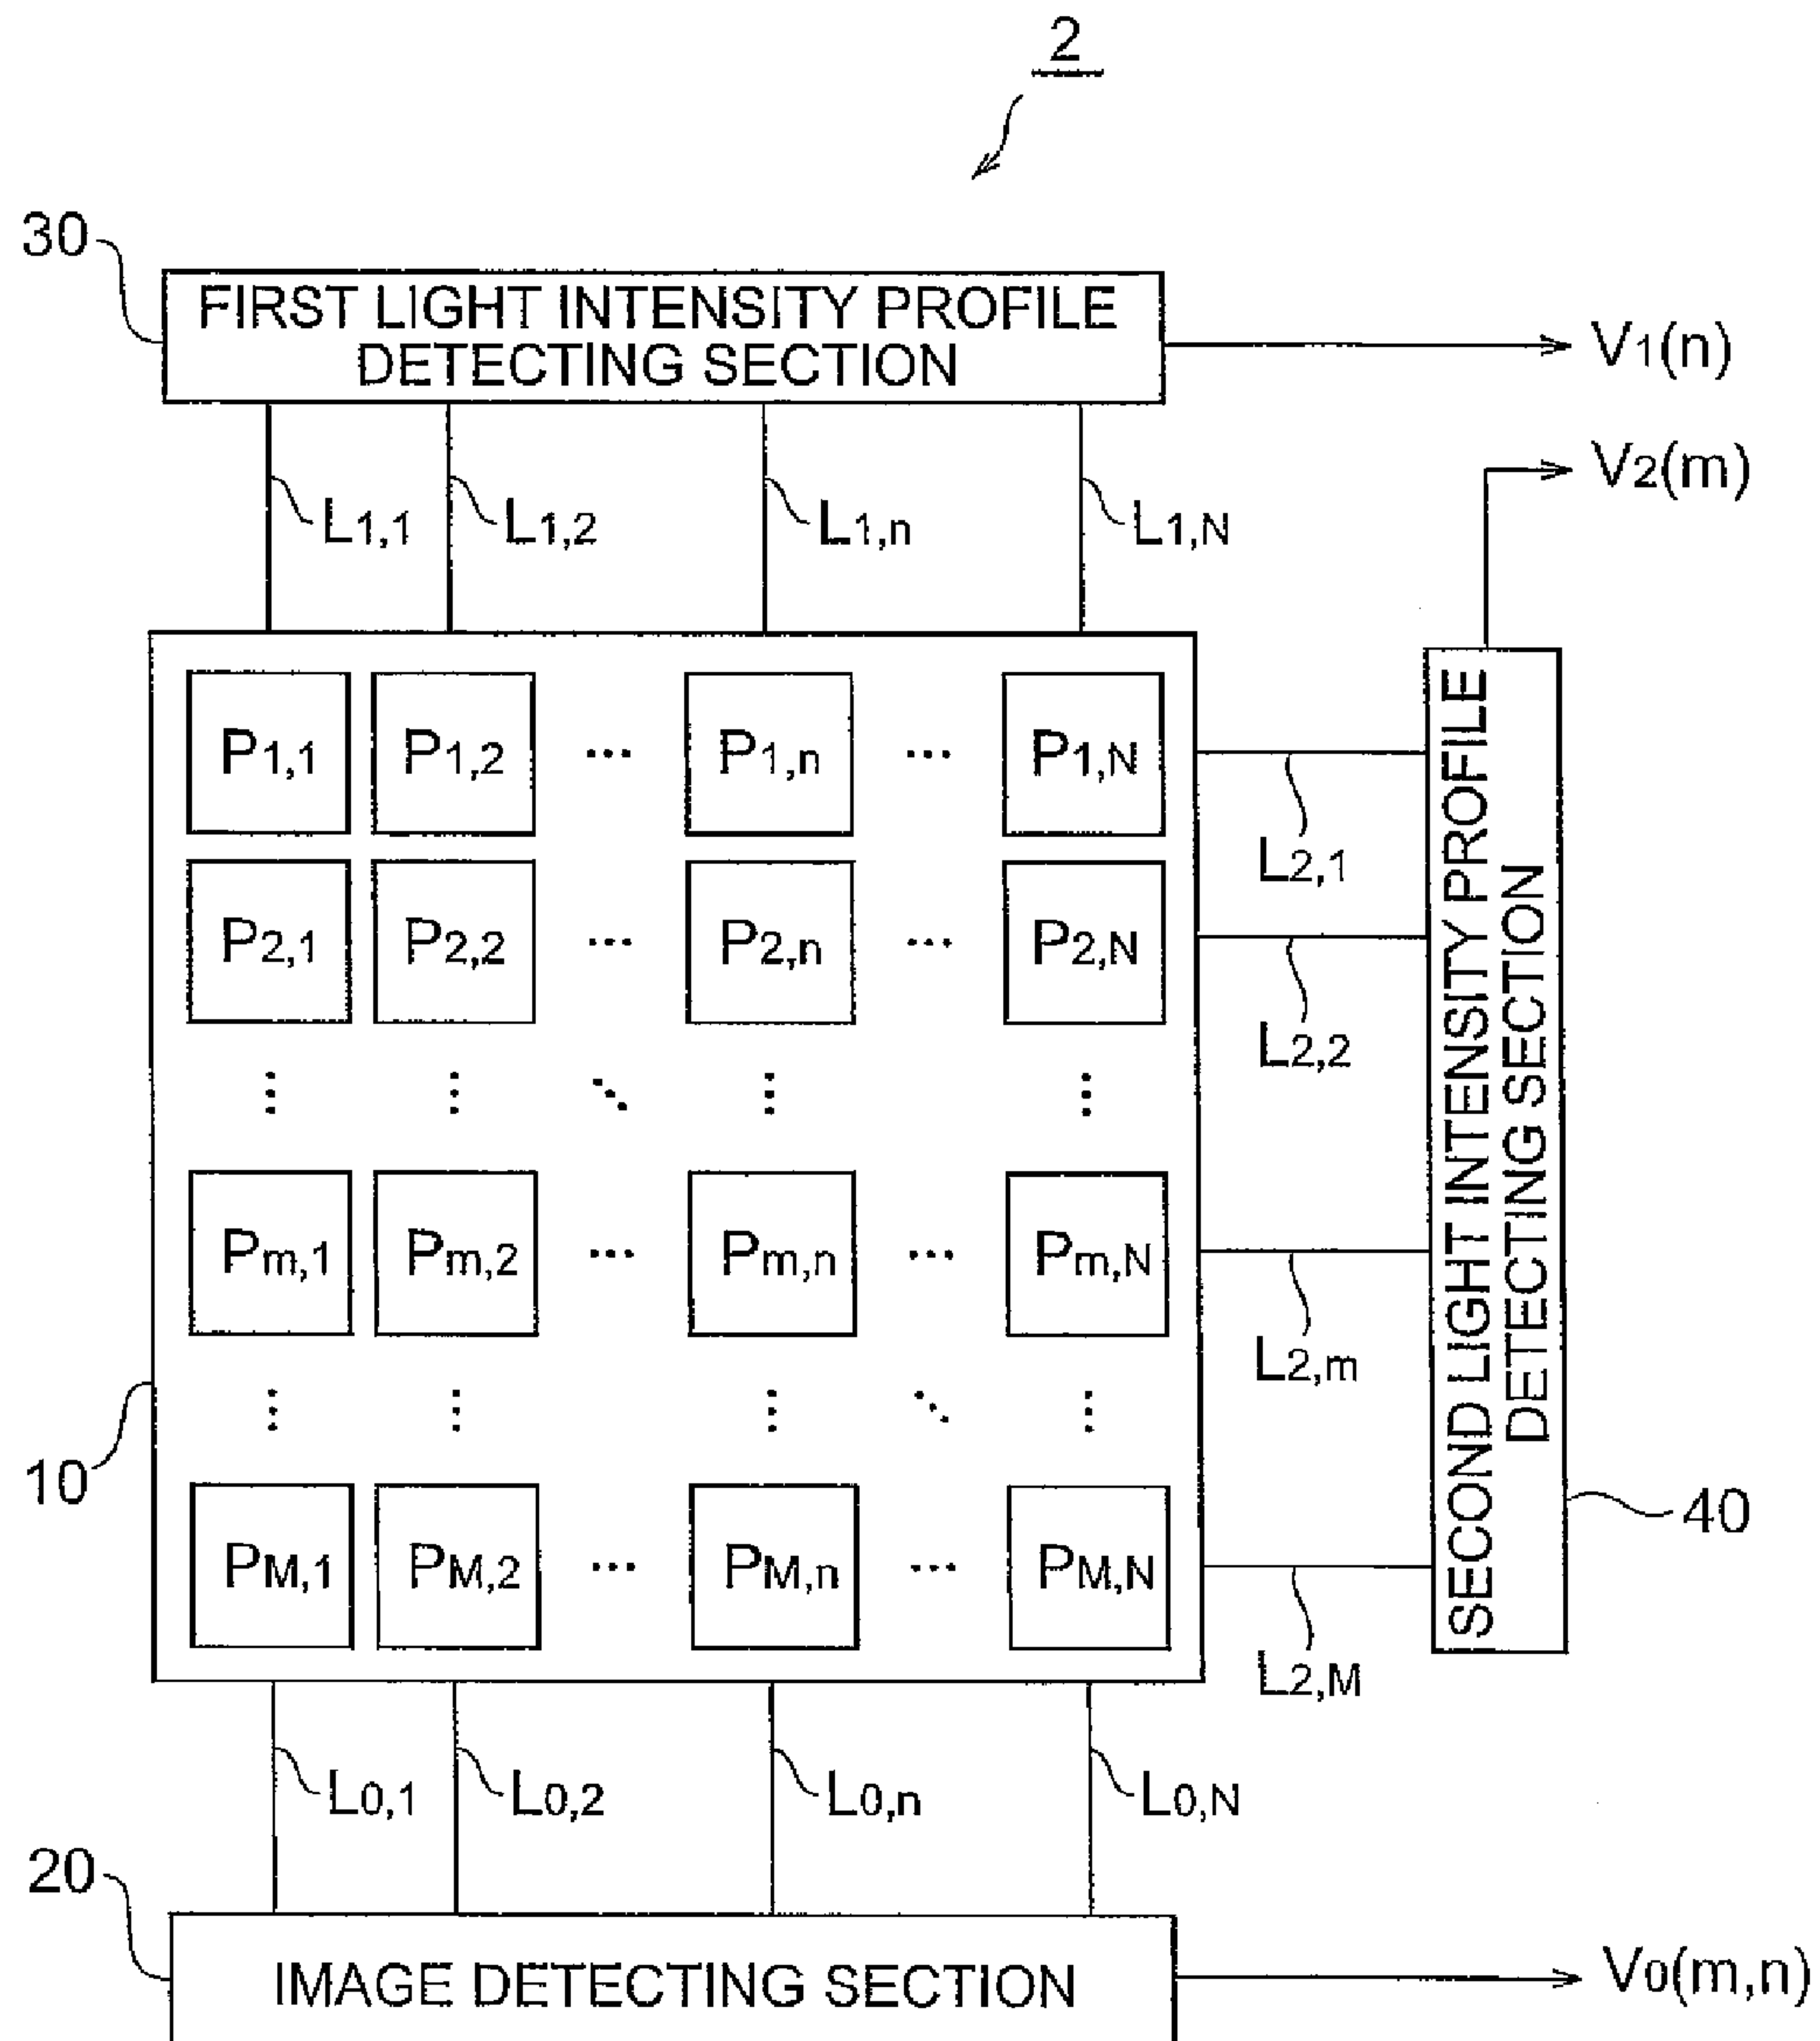 2
30
FIRST LIGHT INTENSITY PROFILE
DETECTING SECTION
V1(n)
V2(m)
L1,1 L1,2 L1,n L1,N
P1,1 P1,2 ... P1,n ... P1,N
L2,1
P2,1 P2,2 ... P2,n ... P2,N
L2,2
Pm,1 Pm,2 ... Pm,n ... Pm,N
L2,m
10
PM,1 PM,2 ... PM,n ... PM,N
L2,M
SECOND LIGHT INTENSITY PROFILE
DETECTING SECTION
40
L0,1 L0,2 L0,n L0,N
20
IMAGE DETECTING SECTION
V0(m,n)